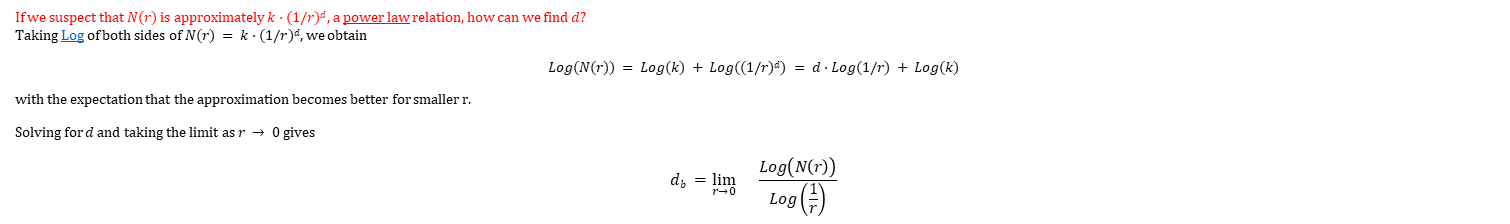 If we suspect that N(r) is approximately k · (1/r)ᵈ, a power law relation, how can we find d?
Taking Log of both sides of N(r) = k · (1/r)ᵈ, we obtain
Log(N(r)) = Log(k) + Log((1/r)ᵈ) = d · Log(1/r) + Log(k)
with the expectation that the approximation becomes better for smaller r.
Solving for d and taking the limit as r → 0 gives
d_b = lim_{r→0} Log(N(r)) / Log(1/r)